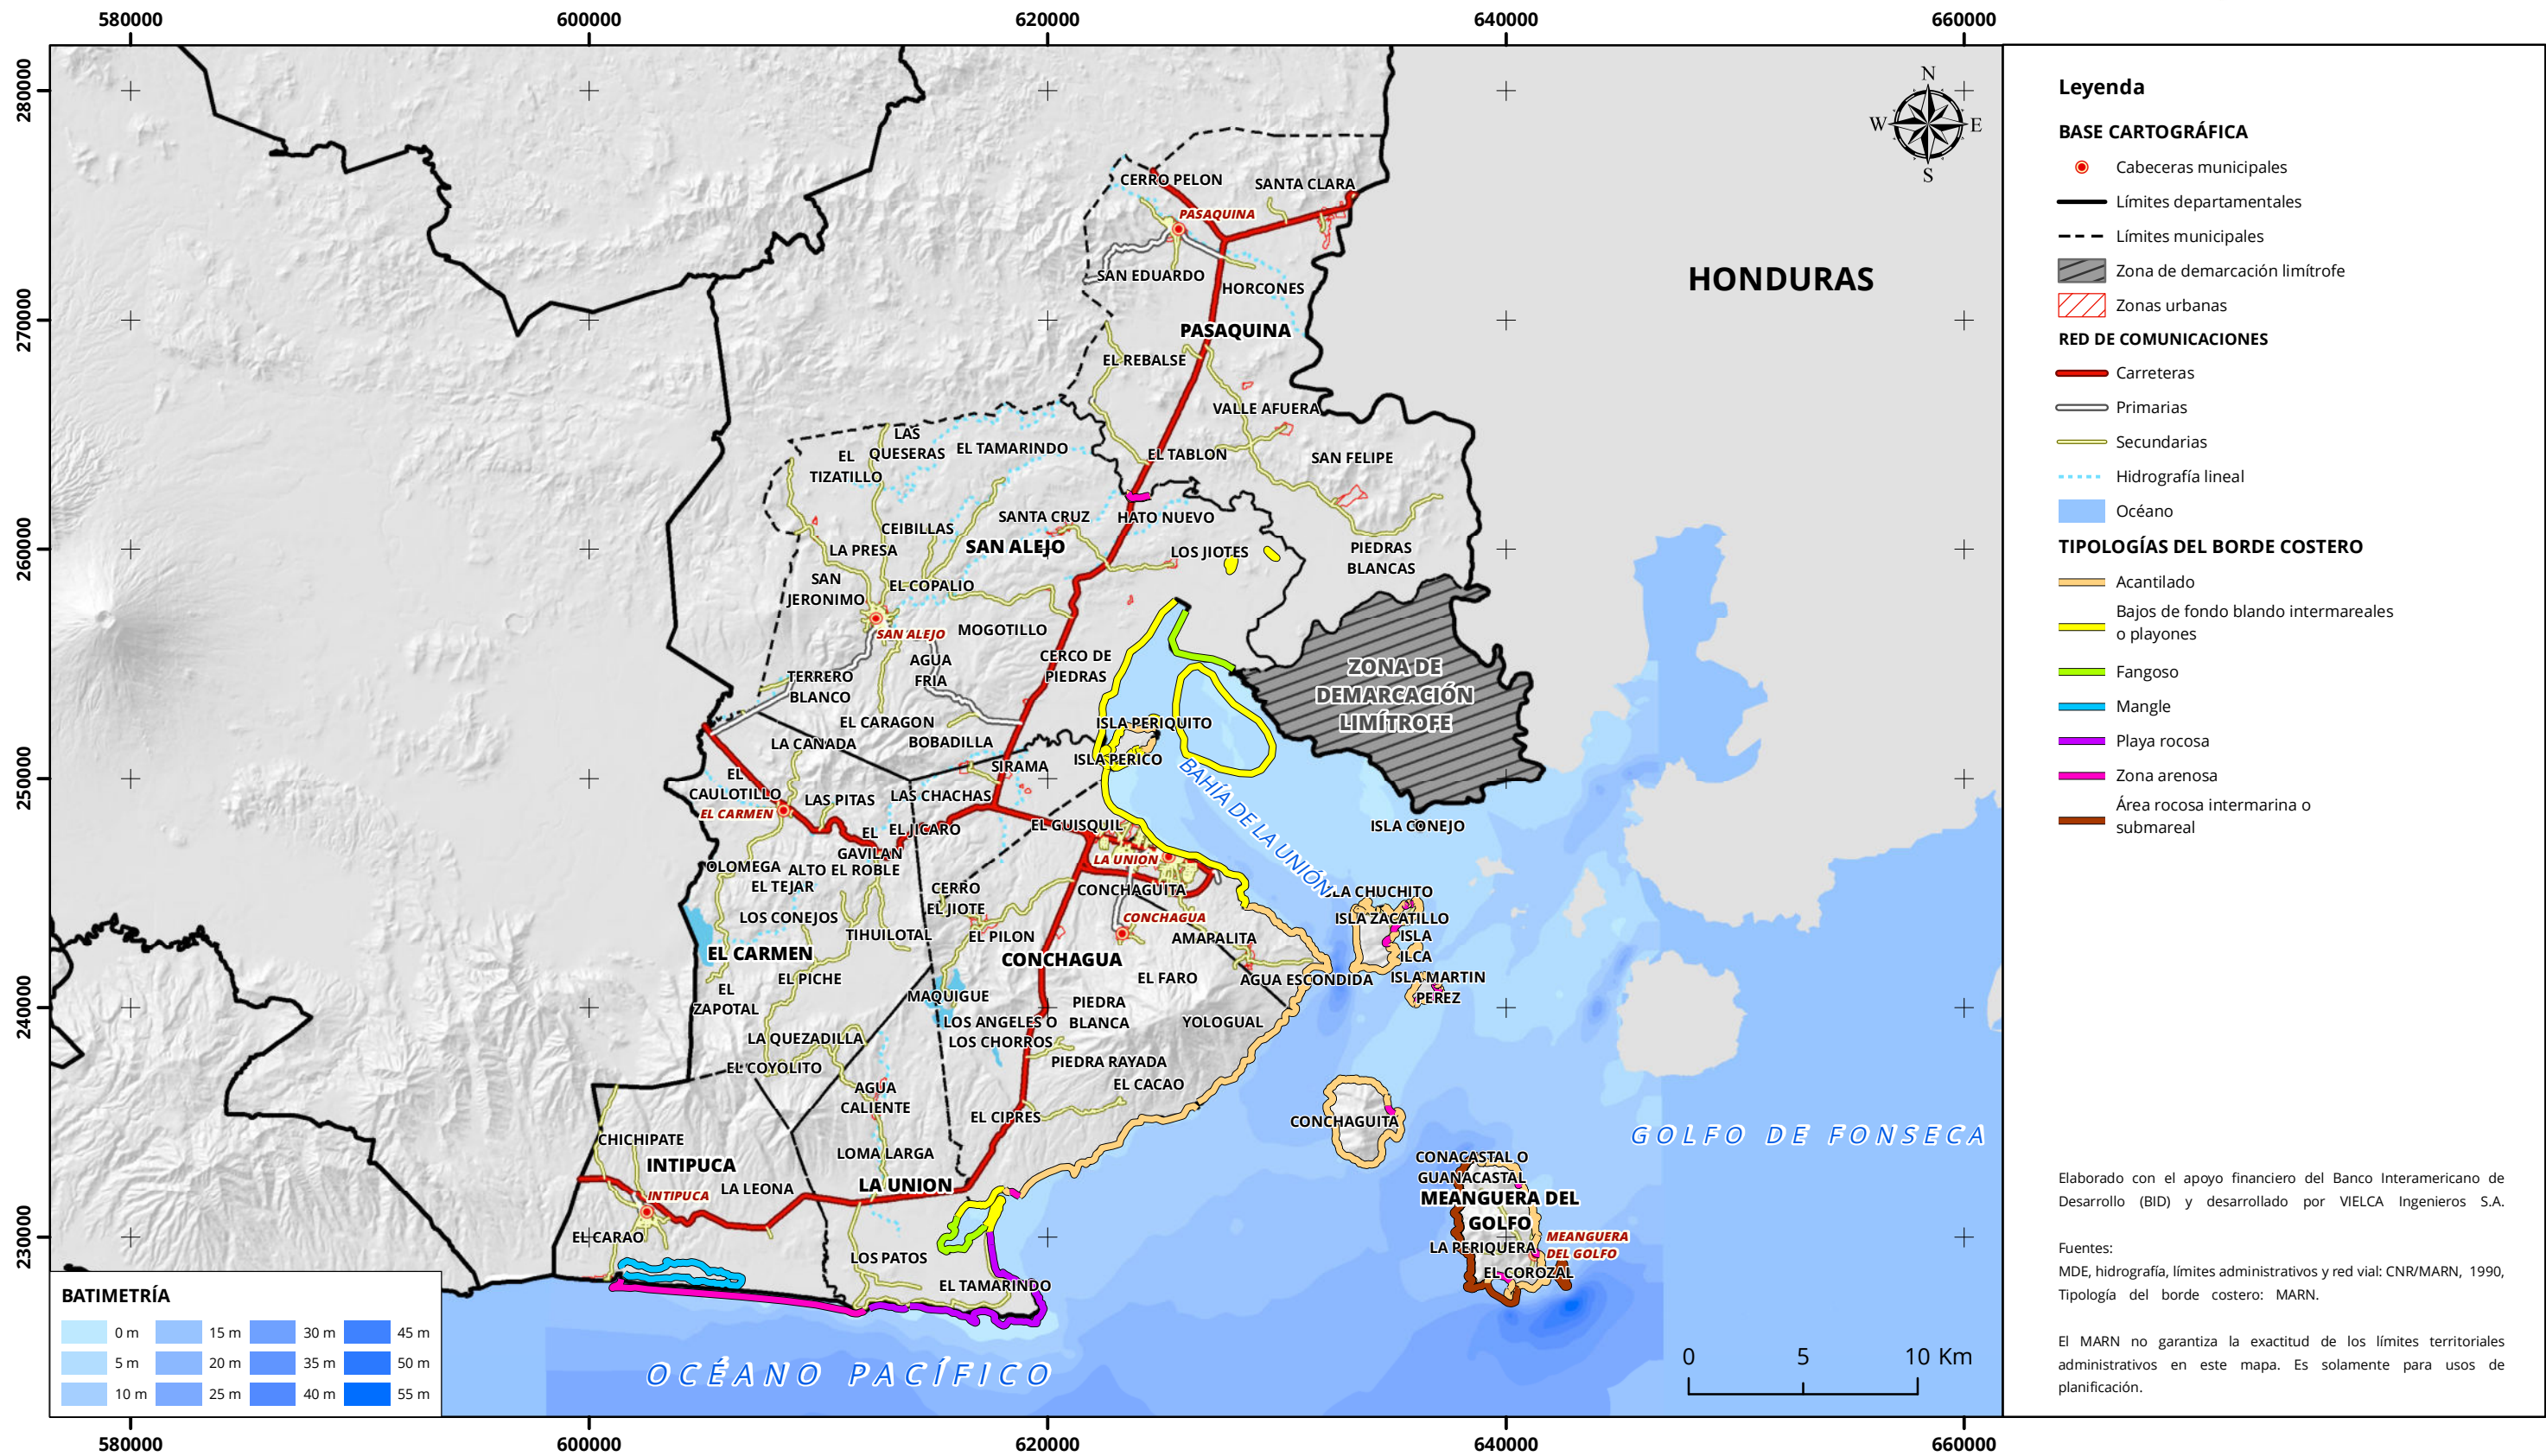 580000
600000
620000
640000
660000
280000
270000
260000
250000
240000
230000
N
W
E
S
HONDURAS
CERRO PELON
SANTA CLARA
PASAQUINA
SAN EDUARDO
HORCONES
PASAQUINA
EL REBALSE
VALLE AFUERA
LAS
QUESERAS
EL TAMARINDO
EL
TIZATILLO
EL TABLON
SAN FELIPE
SANTA CRUZ
HATO NUEVO
CEIBILLAS
LA PRESA
SAN ALEJO
LOS JIOTES
PIEDRAS
BLANCAS
SAN
JERONIMO
EL COPALIO
SAN ALEJO
MOGOTILLO
AGUA
FRIA
CERCO DE
PIEDRAS
ZONA DE
DEMARCACIÓN
LIMÍTROFE
TERRERO
BLANCO
EL CARAGON
ISLA PERIQUITO
LA CAÑADA
BOBADILLA
ISLA PERICO
SIRAMA
BAHÍA DE LA UNIÓN
EL
CAULOTILLO
LAS PITAS
LAS CHACHAS
EL CARMEN
EL
GAVILAN
EL JICARO
EL GUISQUIL
ISLA CONEJO
LA UNION
OLOMEGA
ALTO EL ROBLE
EL TEJAR
CERRO
EL JIOTE
CONCHAGUITA
ISLA CHUCHITO
LOS CONEJOS
CONCHAGUA
ISLA ZACATILLO
TIHUILOTAL
EL PILON
AMAPALITA
ISLA
ILCA
EL CARMEN
CONCHAGUA
EL PICHE
EL FARO
AGUA ESCONDIDA
ISLA MARTIN
PEREZ
EL
ZAPOTAL
MAQUIGUE
PIEDRA
BLANCA
LOS ANGELES O
LOS CHORROS
YOLOGUAL
LA QUEZADILLA
PIEDRA RAYADA
EL COYOLITO
EL CACAO
AGUA
CALIENTE
EL CIPRES
CONCHAGUITA
CHICHIPATE
GOLFO DE FONSECA
LOMA LARGA
CONACASTAL O
GUANACASTAL
INTIPUCA
LA LEONA
LA UNION
INTIPUCA
MEANGUERA DEL
GOLFO
EL CARAO
MEANGUERA
DEL GOLFO
LA PERIQUERA
LOS PATOS
EL COROZAL
EL TAMARINDO
OCÉANO PACÍFICO
BATIMETRÍA
0 m
15 m
30 m
45 m
5 m
20 m
35 m
50 m
10 m
25 m
40 m
55 m
0
5
10 Km
580000
600000
620000
640000
660000
Leyenda
BASE CARTOGRÁFICA
Cabeceras municipales
Límites departamentales
Límites municipales
Zona de demarcación limítrofe
Zonas urbanas
RED DE COMUNICACIONES
Carreteras
Primarias
Secundarias
Hidrografía lineal
Océano
TIPOLOGÍAS DEL BORDE COSTERO
Acantilado
Bajos de fondo blando intermareales
o playones
Fangoso
Mangle
Playa rocosa
Zona arenosa
Área rocosa intermarina o
submareal
Elaborado con el apoyo financiero del Banco Interamericano de
Desarrollo (BID) y desarrollado por VIELCA Ingenieros S.A.
Fuentes:
MDE, hidrografía, límites administrativos y red vial: CNR/MARN, 1990,
Tipología del borde costero: MARN.
El MARN no garantiza la exactitud de los límites territoriales
administrativos en este mapa. Es solamente para usos de
planificación.